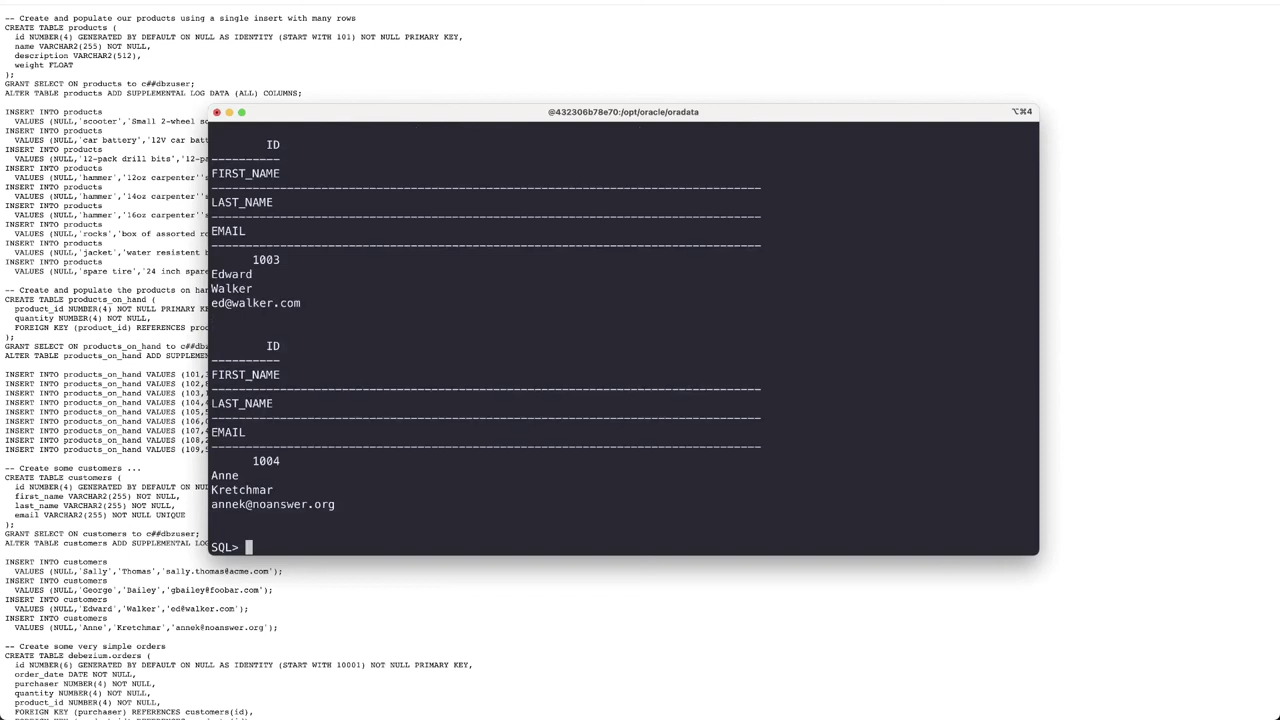 -- Create and populate our products using a single insert with many rows
CREATE TABLE products (
id NUMBER(4) GENERATED BY DEFAULT ON NULL AS IDENTITY (START WITH 101) NOT NULL PRIMARY KEY,
name VARCHAR2(255) NOT NULL,
description VARCHAR2(512),
weight FLOAT
);
GRANT SELECT ON products to c##dbzuser;
ALTER TABLE products ADD SUPPLEMENTAL LOG DATA (ALL) COLUMNS;
INSERT INTO products
VALUES (NULL,'scooter','Small 2-wheel
INSERT INTO products
VALUES (NULL,'car battery','12V car bat
INSERT INTO products
VALUES (NULL,'12-pack drill bits','12-pa
INSERT INTO products
VALUES (NULL,'hammer','12oz carpenter''s
INSERT INTO products
VALUES (NULL,'hammer','14oz carpenter''s
INSERT INTO products
VALUES (NULL,'hammer','16oz carpenter''s
INSERT INTO products
VALUES (NULL,'rocks','box of assorted
INSERT INTO products
VALUES (NULL,'jacket','water resistent
INSERT INTO products
VALUES (NULL,'spare tire','24 inch spare
-- Create and populate the products on han
CREATE TABLE products_on_hand (
product_id NUMBER(4) NOT NULL PRIMARY
quantity NUMBER(4) NOT NULL,
FOREIGN KEY (product_id) REFERENCES
);
GRANT SELECT ON products_on_hand to c##db
ALTER TABLE products_on_hand ADD SUPPLEME
INSERT INTO products_on_hand VALUES (101,
INSERT INTO products_on_hand VALUES (102,
INSERT INTO products_on_hand VALUES (103,
INSERT INTO products_on_hand VALUES (104,
INSERT INTO products_on_hand VALUES (105,
INSERT INTO products_on_hand VALUES (106,
INSERT INTO products_on_hand VALUES (107,
INSERT INTO products_on_hand VALUES (108,
INSERT INTO products_on_hand VALUES (109,
-- Create some customers ...
CREATE TABLE customers (
id NUMBER(4) GENERATED BY DEFAULT ON
first_name VARCHAR2(255) NOT NULL,
last_name VARCHAR2(255) NOT NULL,
email VARCHAR2(255) NOT NULL UNIQUE
);
GRANT SELECT ON customers to c##dbzuser;
ALTER TABLE customers ADD SUPPLEMENTAL LOG
INSERT INTO customers
VALUES (NULL,'Sally','Thomas','sally.thomas@acme.com');
INSERT INTO customers
VALUES (NULL,'George','Bailey','gbailey@foobar.com');
INSERT INTO customers
VALUES (NULL,'Edward','Walker','ed@walker.com');
INSERT INTO customers
VALUES (NULL,'Anne','Kretchmar','annek@noanswer.org');
-- Create some very simple orders
CREATE TABLE debezium.orders (
id NUMBER(6) GENERATED BY DEFAULT ON NULL AS IDENTITY (START WITH 10001) NOT NULL PRIMARY KEY,
order_date DATE NOT NULL,
purchaser NUMBER(4) NOT NULL,
quantity NUMBER(4) NOT NULL,
product_id NUMBER(4) NOT NULL,
FOREIGN KEY (purchaser) REFERENCES customers(id),
@432306b78e70:/opt/oracle/oradata
⌥⌘4
ID
----------
FIRST_NAME
--------------------------------------------------------------------------------
LAST_NAME
--------------------------------------------------------------------------------
EMAIL
--------------------------------------------------------------------------------
1003
Edward
Walker
ed@walker.com
ID
----------
FIRST_NAME
--------------------------------------------------------------------------------
LAST_NAME
--------------------------------------------------------------------------------
EMAIL
--------------------------------------------------------------------------------
1004
Anne
Kretchmar
annek@noanswer.org
SQL>